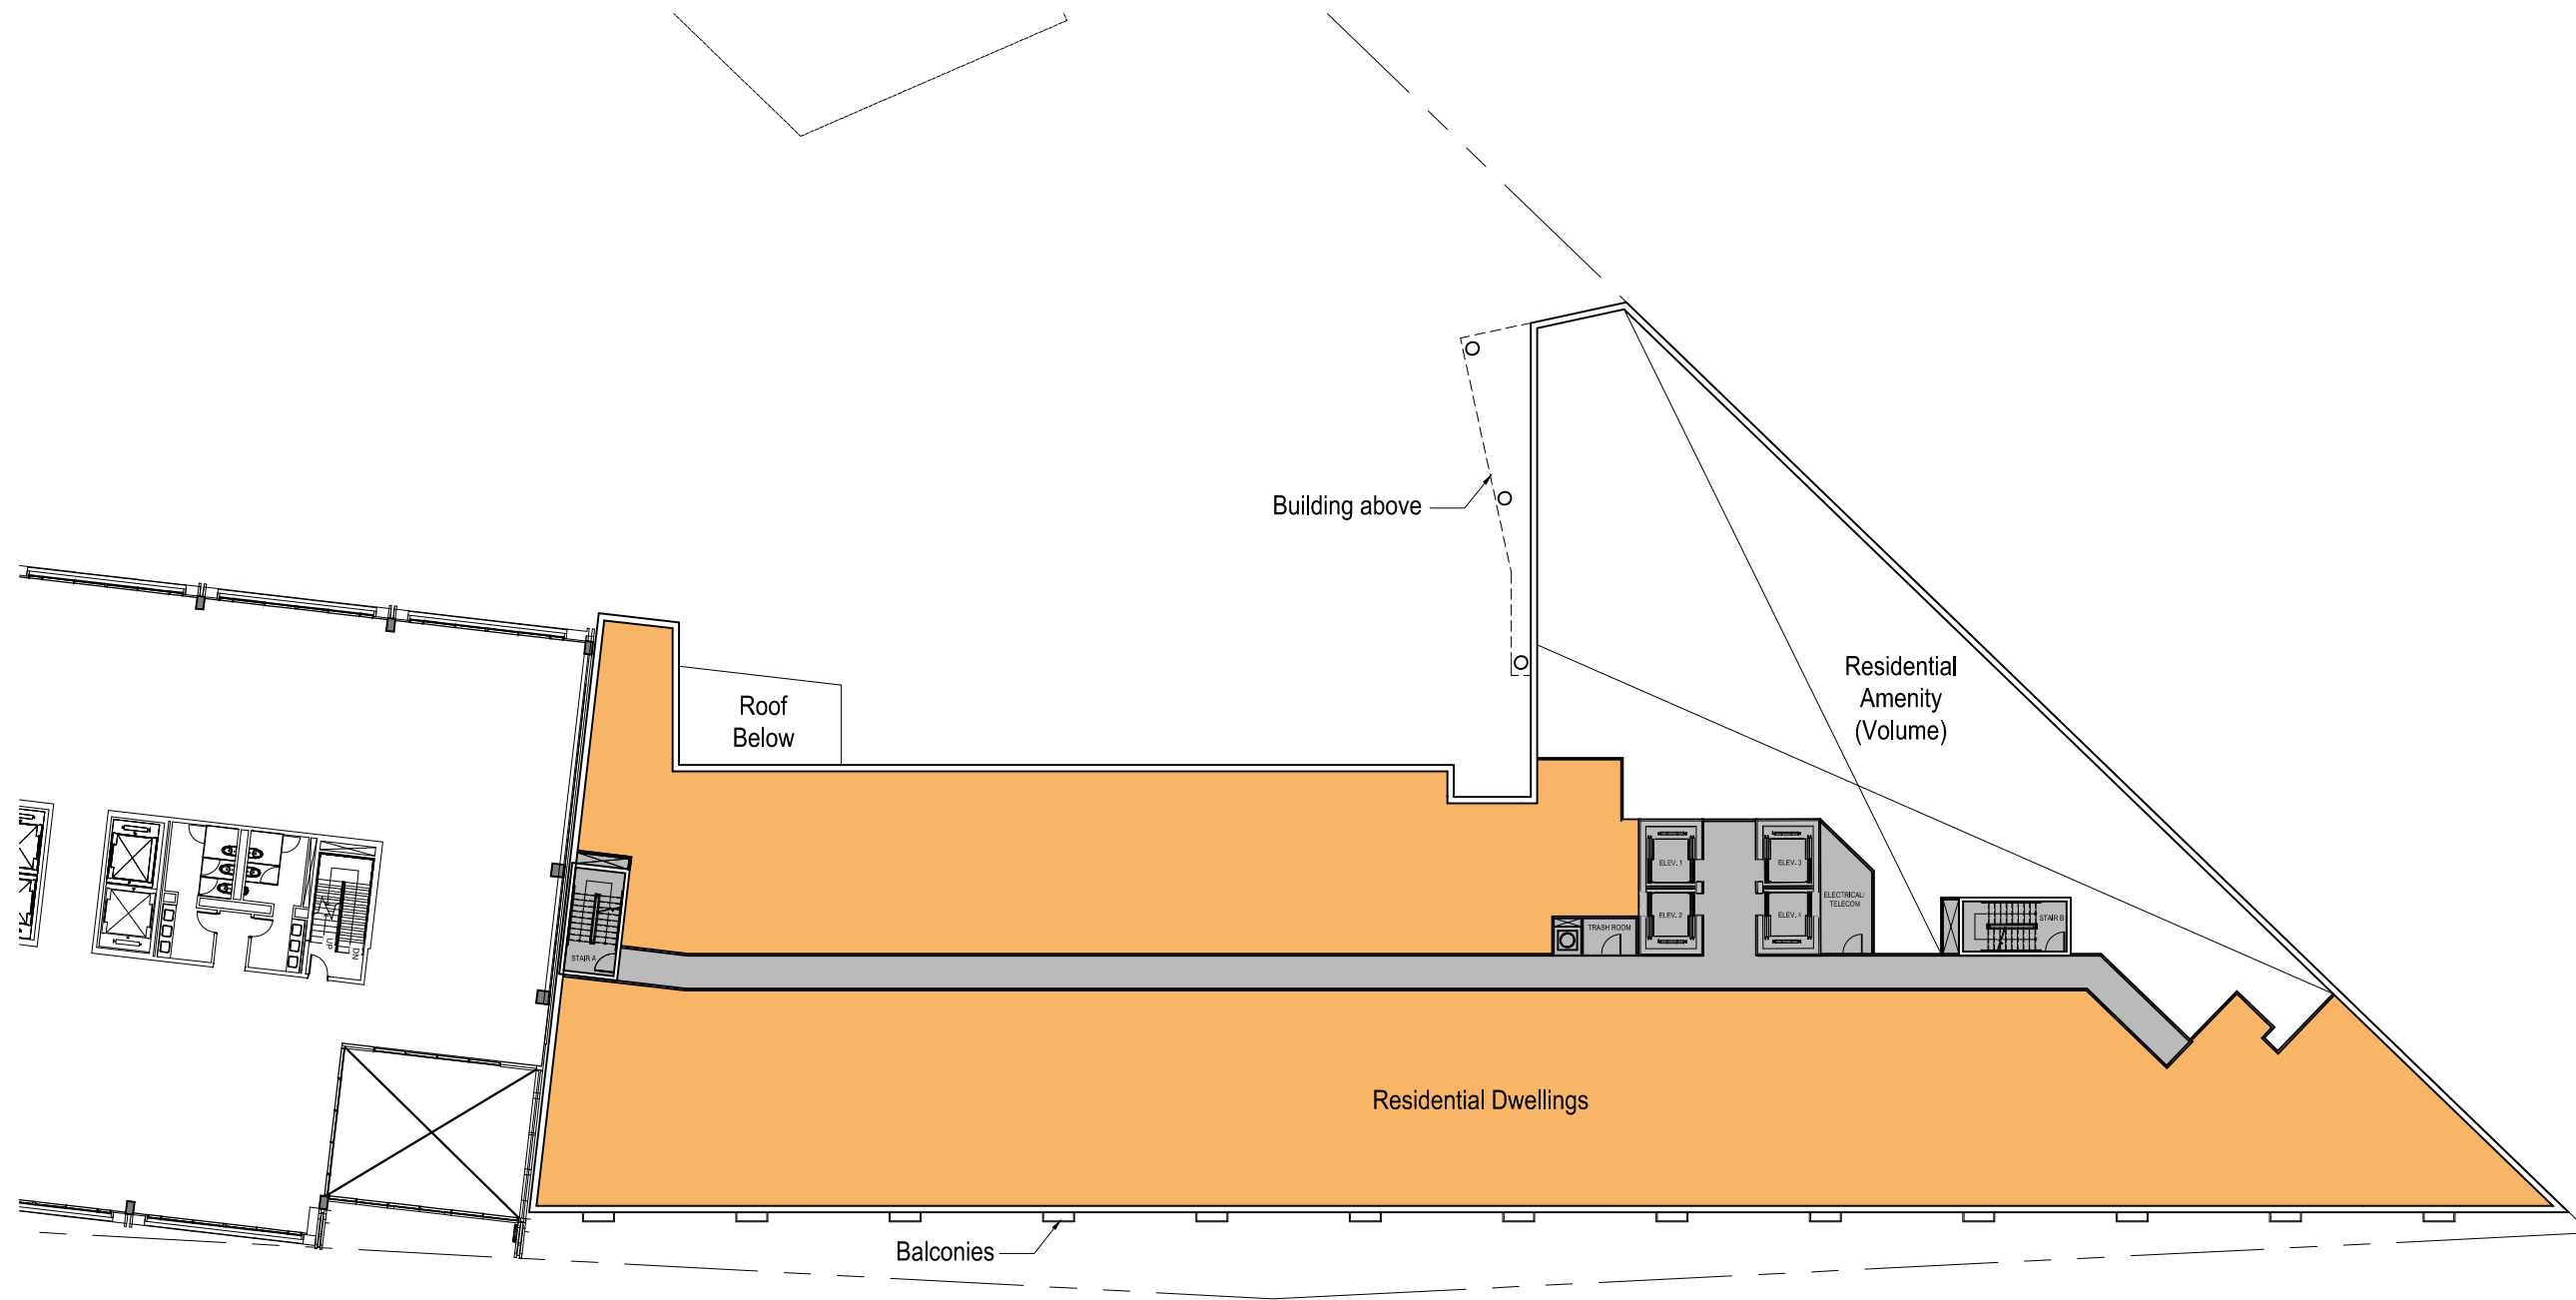 Building above
Residential
Amenity
(Volume)
Roof
Below
ELEV. 1
ELEV. 3
ELECTRICAL/
TELECOM
ELEV. 2
ELEV. 4
TRASH ROOM
STAIR B
UP
DN
STAIR A
Residential Dwellings
Balconies